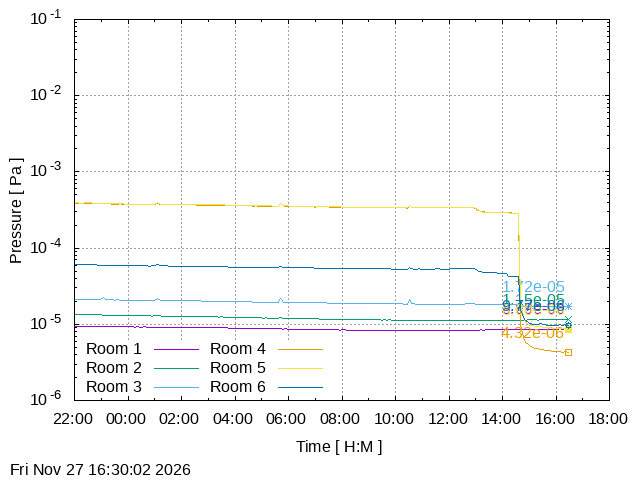 10^-1
10^-2
10^-3
10^-4
10^-5
10^-6
Pressure [ Pa ]
1.72e-05
1.15e-05
4.32e-06
Room 1 Room 4
Room 2 Room 5
Room 3 Room 6
22:00 00:00 02:00 04:00 06:00 08:00 10:00 12:00 14:00 16:00 18:00
Time [ H:M ]
Fri Nov 27 16:30:02 2026